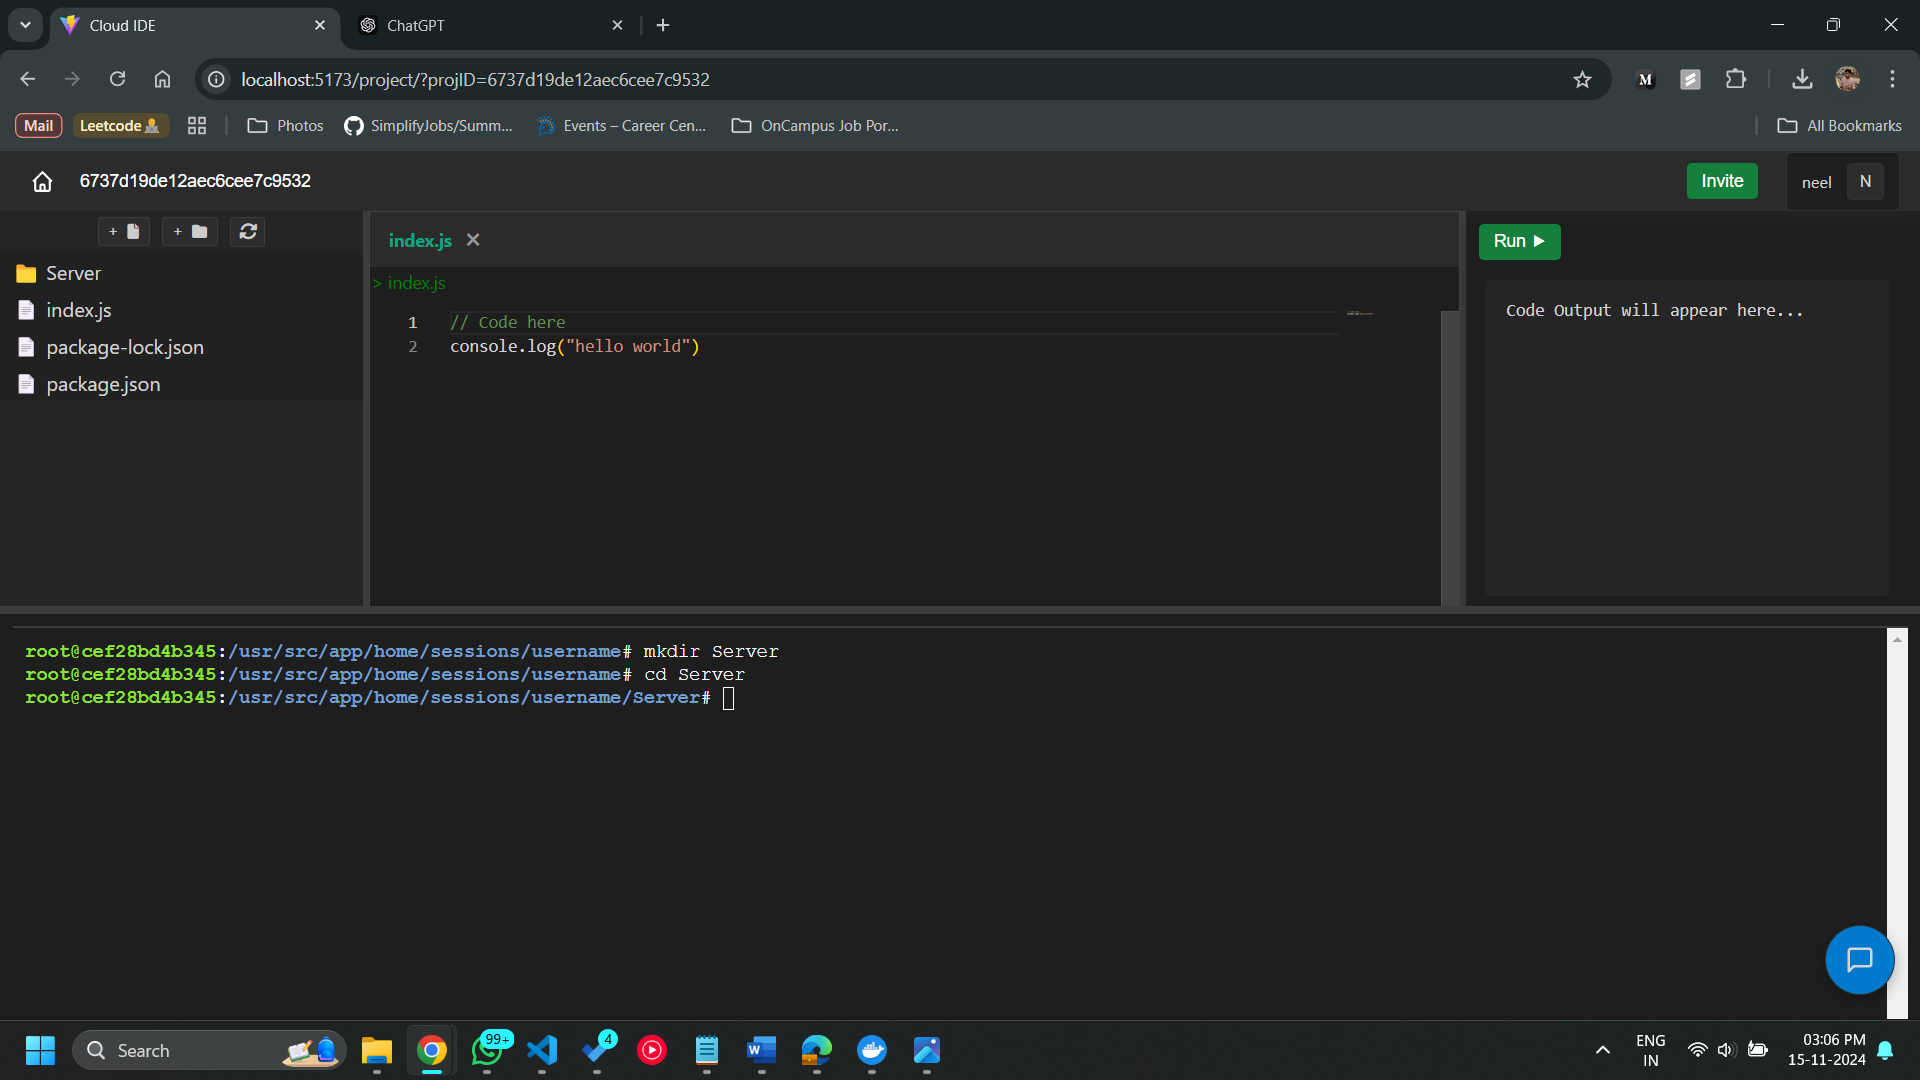 Cloud IDE
ChatGPT
localhost:5173/project/?projID=6737d19de12aec6cee7c9532
M
Mail
Leetcode
Photos
SimplifyJobs/Summ...
Events – Career Cen...
OnCampus Job Por...
All Bookmarks
6737d19de12aec6cee7c9532
Invite
neel
N
+
+
Server
index.js
package-lock.json
package.json
index.js
> index.js
1 // Code here
2 console.log("hello world")
Run
Code Output will appear here...
root@cef28bd4b345:/usr/src/app/home/sessions/username# mkdir Server
root@cef28bd4b345:/usr/src/app/home/sessions/username# cd Server
root@cef28bd4b345:/usr/src/app/home/sessions/username/Server#
Search
99+
4
W
ENG
IN
03:06 PM
15-11-2024